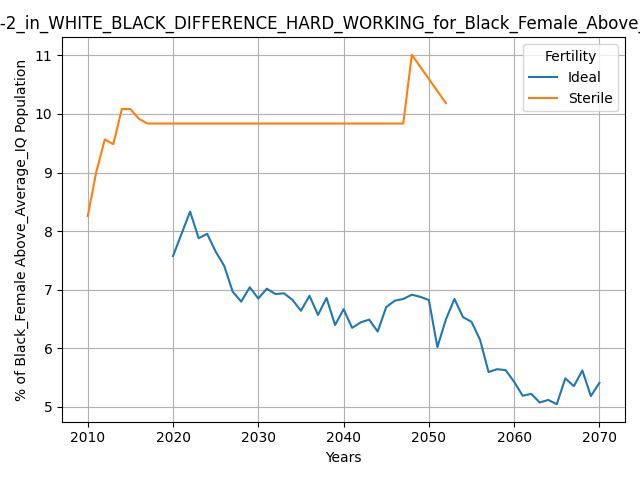 -2_in_WHITE_BLACK_DIFFERENCE_HARD_WORKING_for_Black_Female_Above_
% of Black_Female Above_Average_IQ Population
11
10
9
8
7
6
5
Fertility
Ideal
Sterile
2010 2020 2030 2040 2050 2060 2070
Years